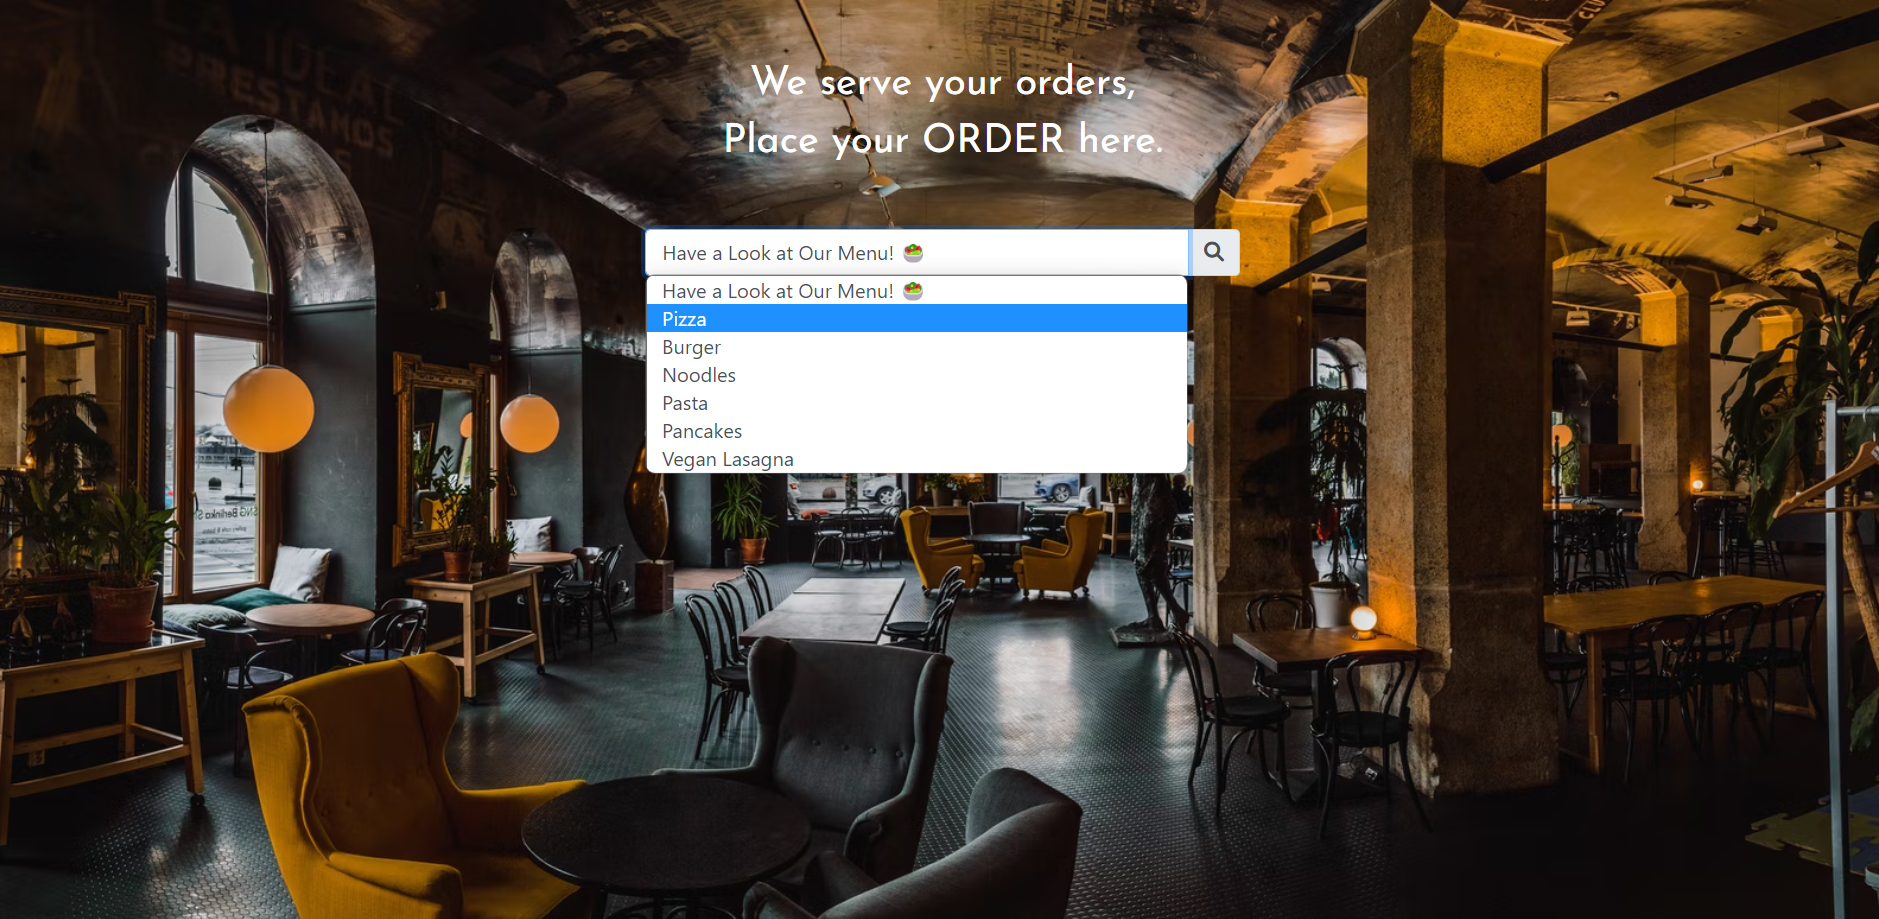 We serve your orders,
Place your ORDER here.
Have a Look at Our Menu! 🥗
Have a Look at Our Menu! 🥗
Pizza
Burger
Noodles
Pasta
Pancakes
Vegan Lasagna
PRESTAMOS